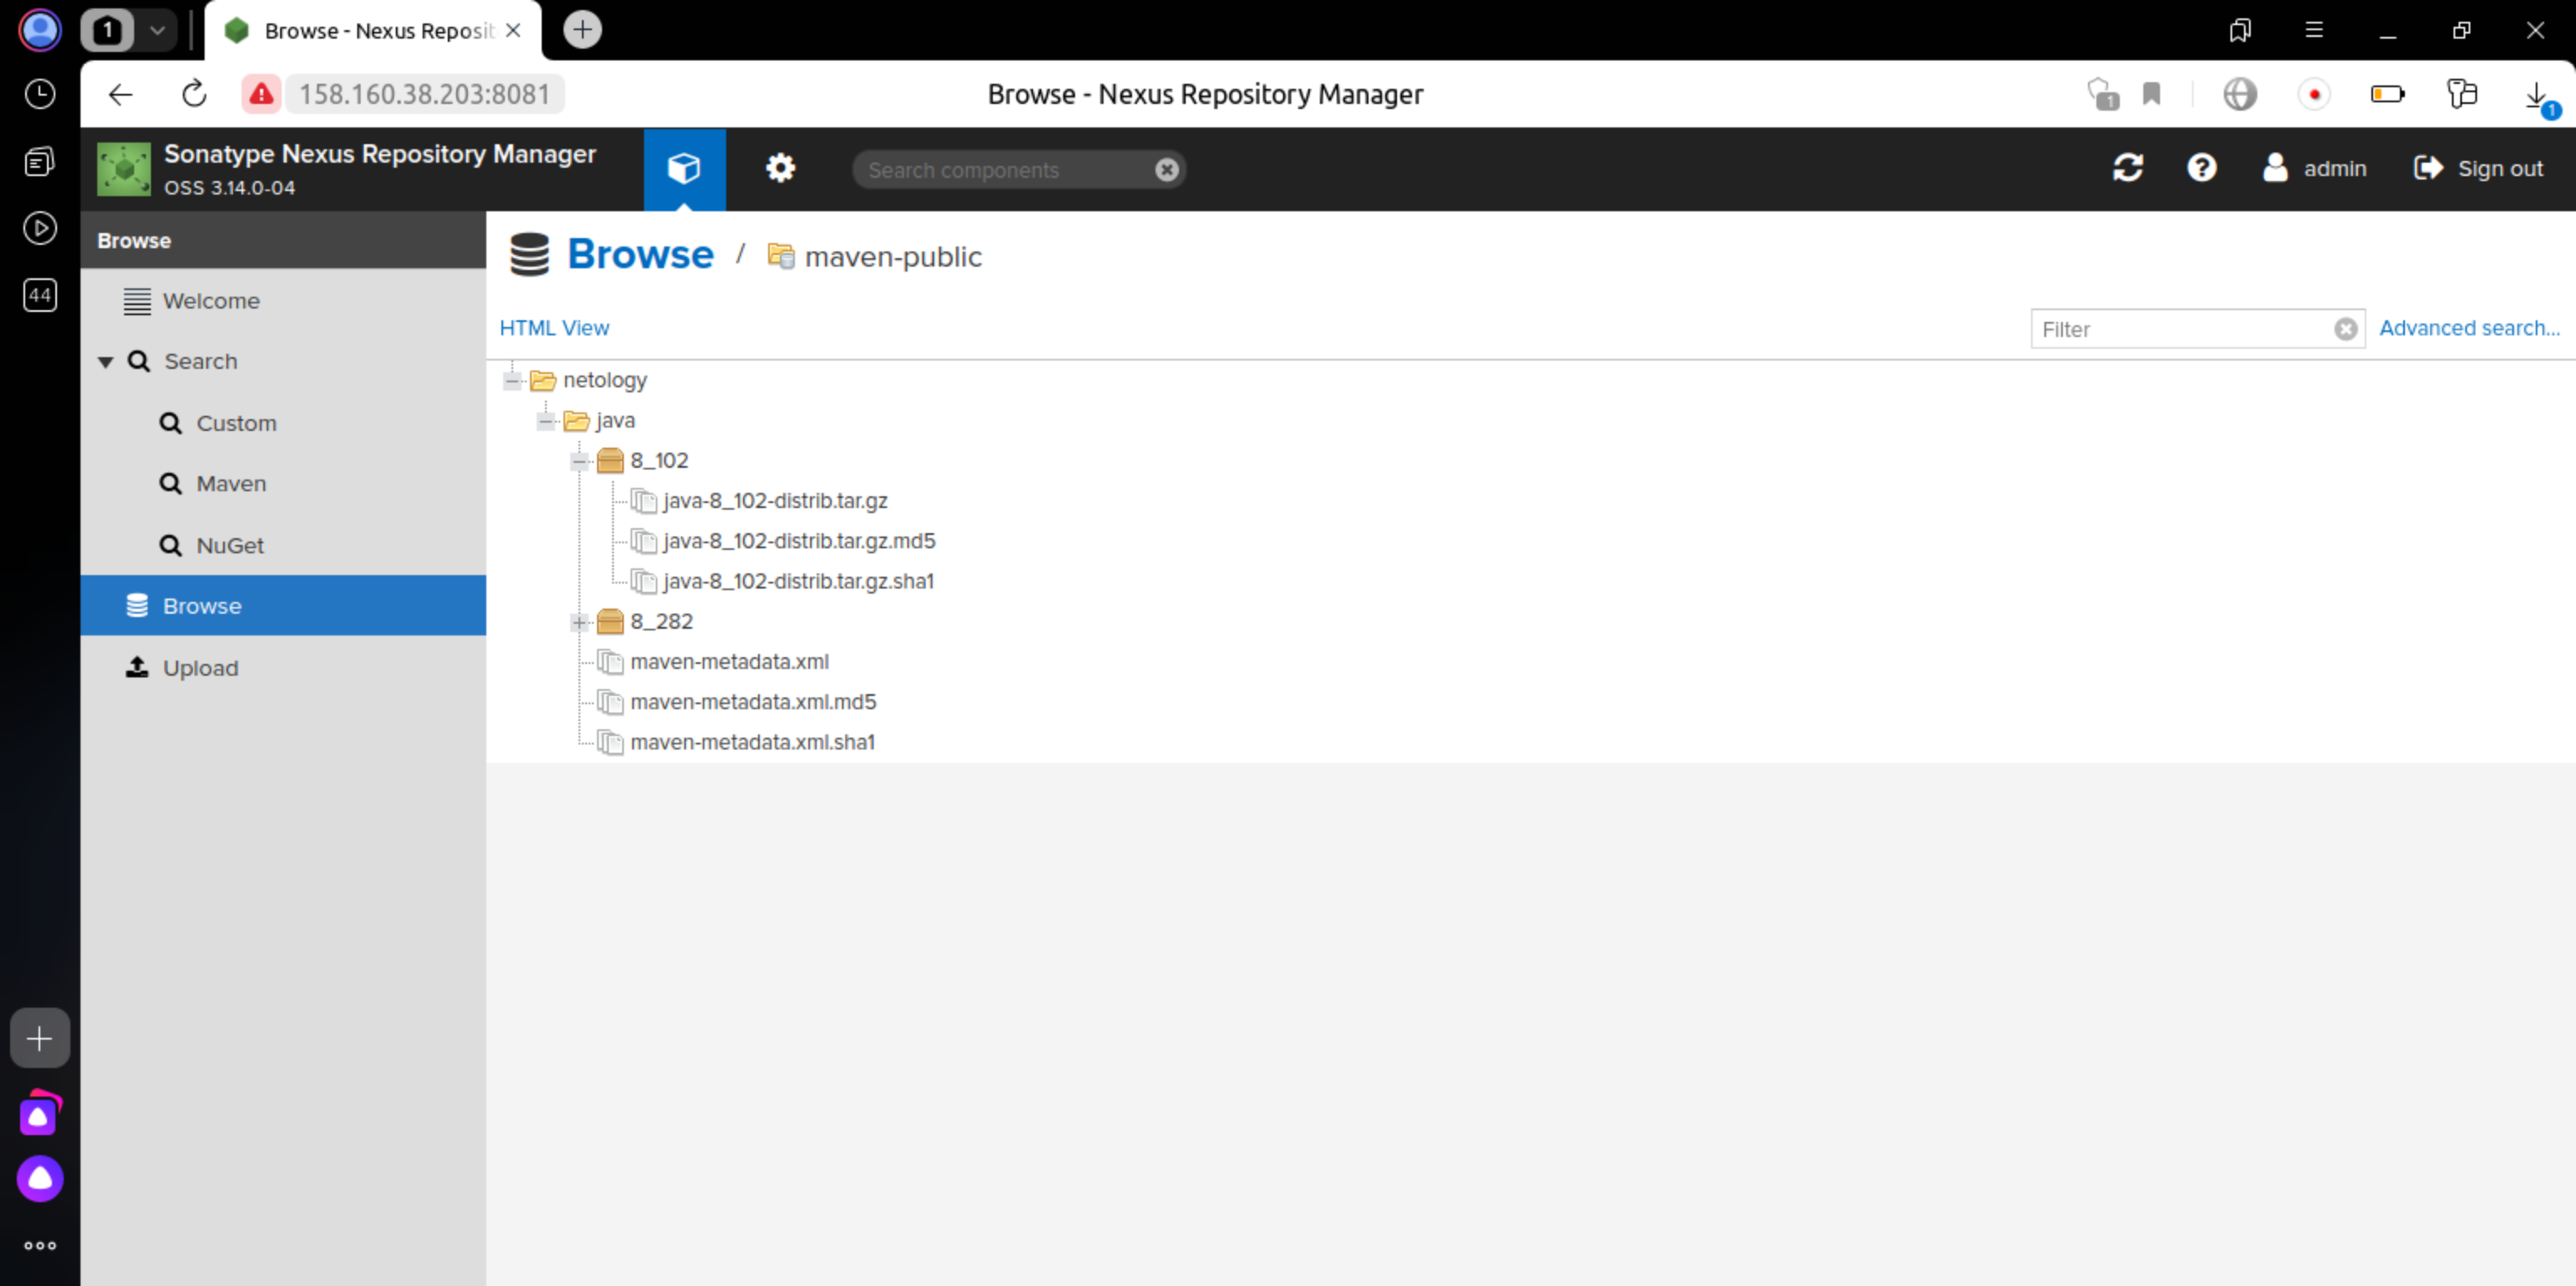 1
Browse - Nexus Reposit
158.160.38.203:8081
Browse - Nexus Repository Manager
1
1
44
Sonatype Nexus Repository Manager
OSS 3.14.0-04
Search components
admin
Sign out
Browse
Welcome
Search
Custom
Maven
NuGet
Browse
Upload
Browse / maven-public
HTML View
Filter
Advanced search...
netology
java
8_102
java-8_102-distrib.tar.gz
java-8_102-distrib.tar.gz.md5
java-8_102-distrib.tar.gz.sha1
8_282
maven-metadata.xml
maven-metadata.xml.md5
maven-metadata.xml.sha1